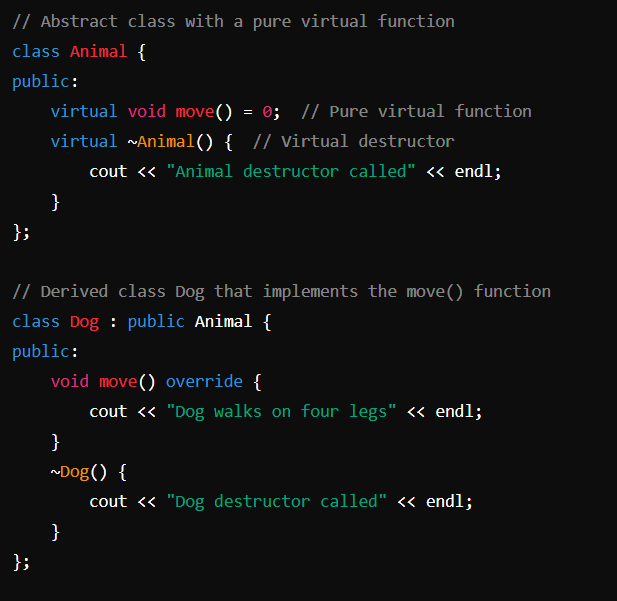 // Abstract class with a pure virtual function
class Animal {
public:
    virtual void move() = 0;  // Pure virtual function
    virtual ~Animal() {  // Virtual destructor
        cout << "Animal destructor called" << endl;
    }
};

// Derived class Dog that implements the move() function
class Dog : public Animal {
public:
    void move() override {
        cout << "Dog walks on four legs" << endl;
    }
    ~Dog() {
        cout << "Dog destructor called" << endl;
    }
};